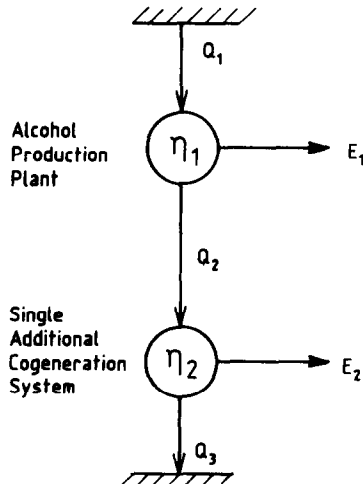 Q1
Alcohol
Production
Plant
η1
E1
Q2
Single
Additional
Cogeneration
System
η2
E2
Q3